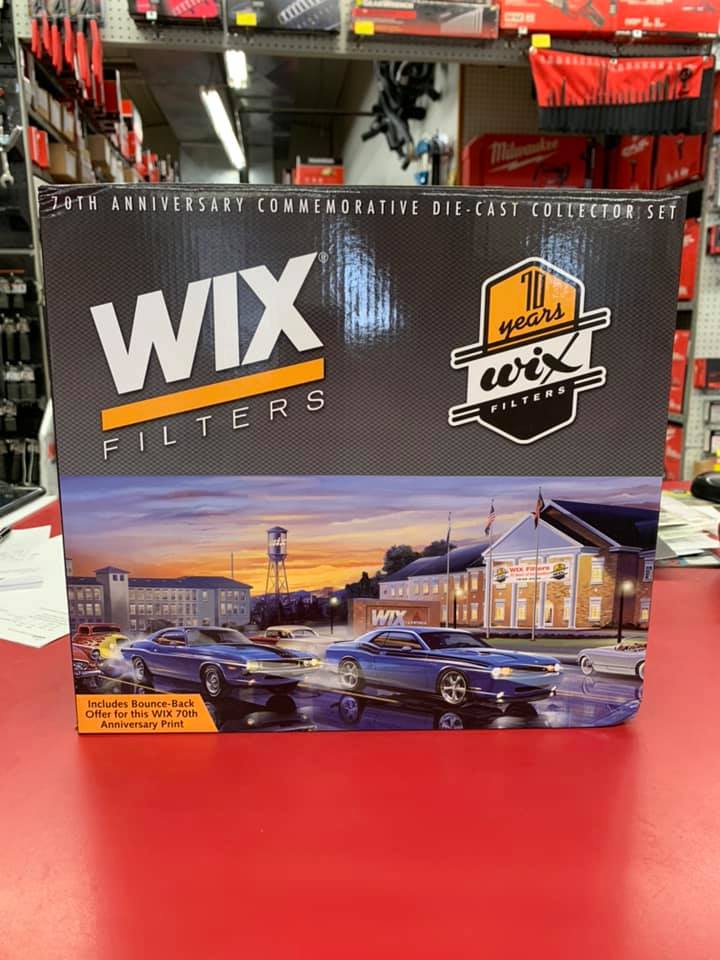 Milwaukee
70TH ANNIVERSARY COMMEMORATIVE DIE-CAST COLLECTOR SET
WIX®
FILTERS
70
years
wix
FILTERS
WIX Filters
WIX
Includes Bounce-Back
Offer for this WIX 70th
Anniversary Print